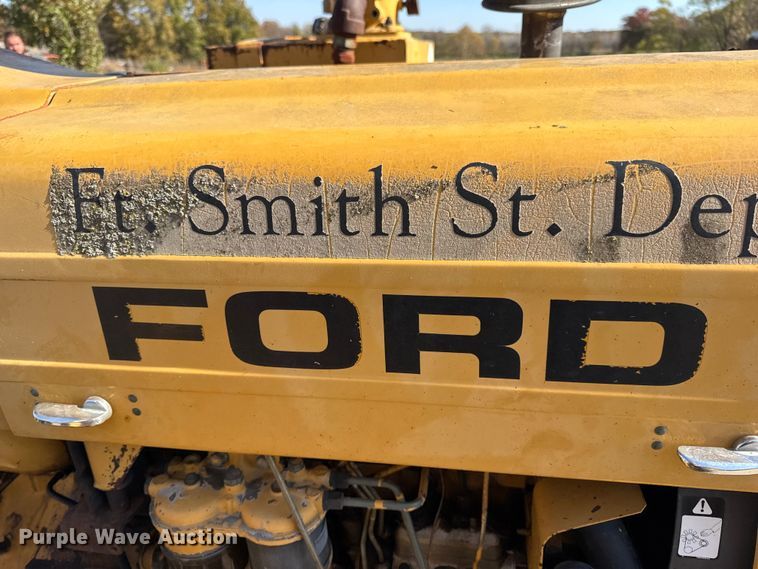 Ft. Smith St. Dep
FORD
Purple Wave Auction